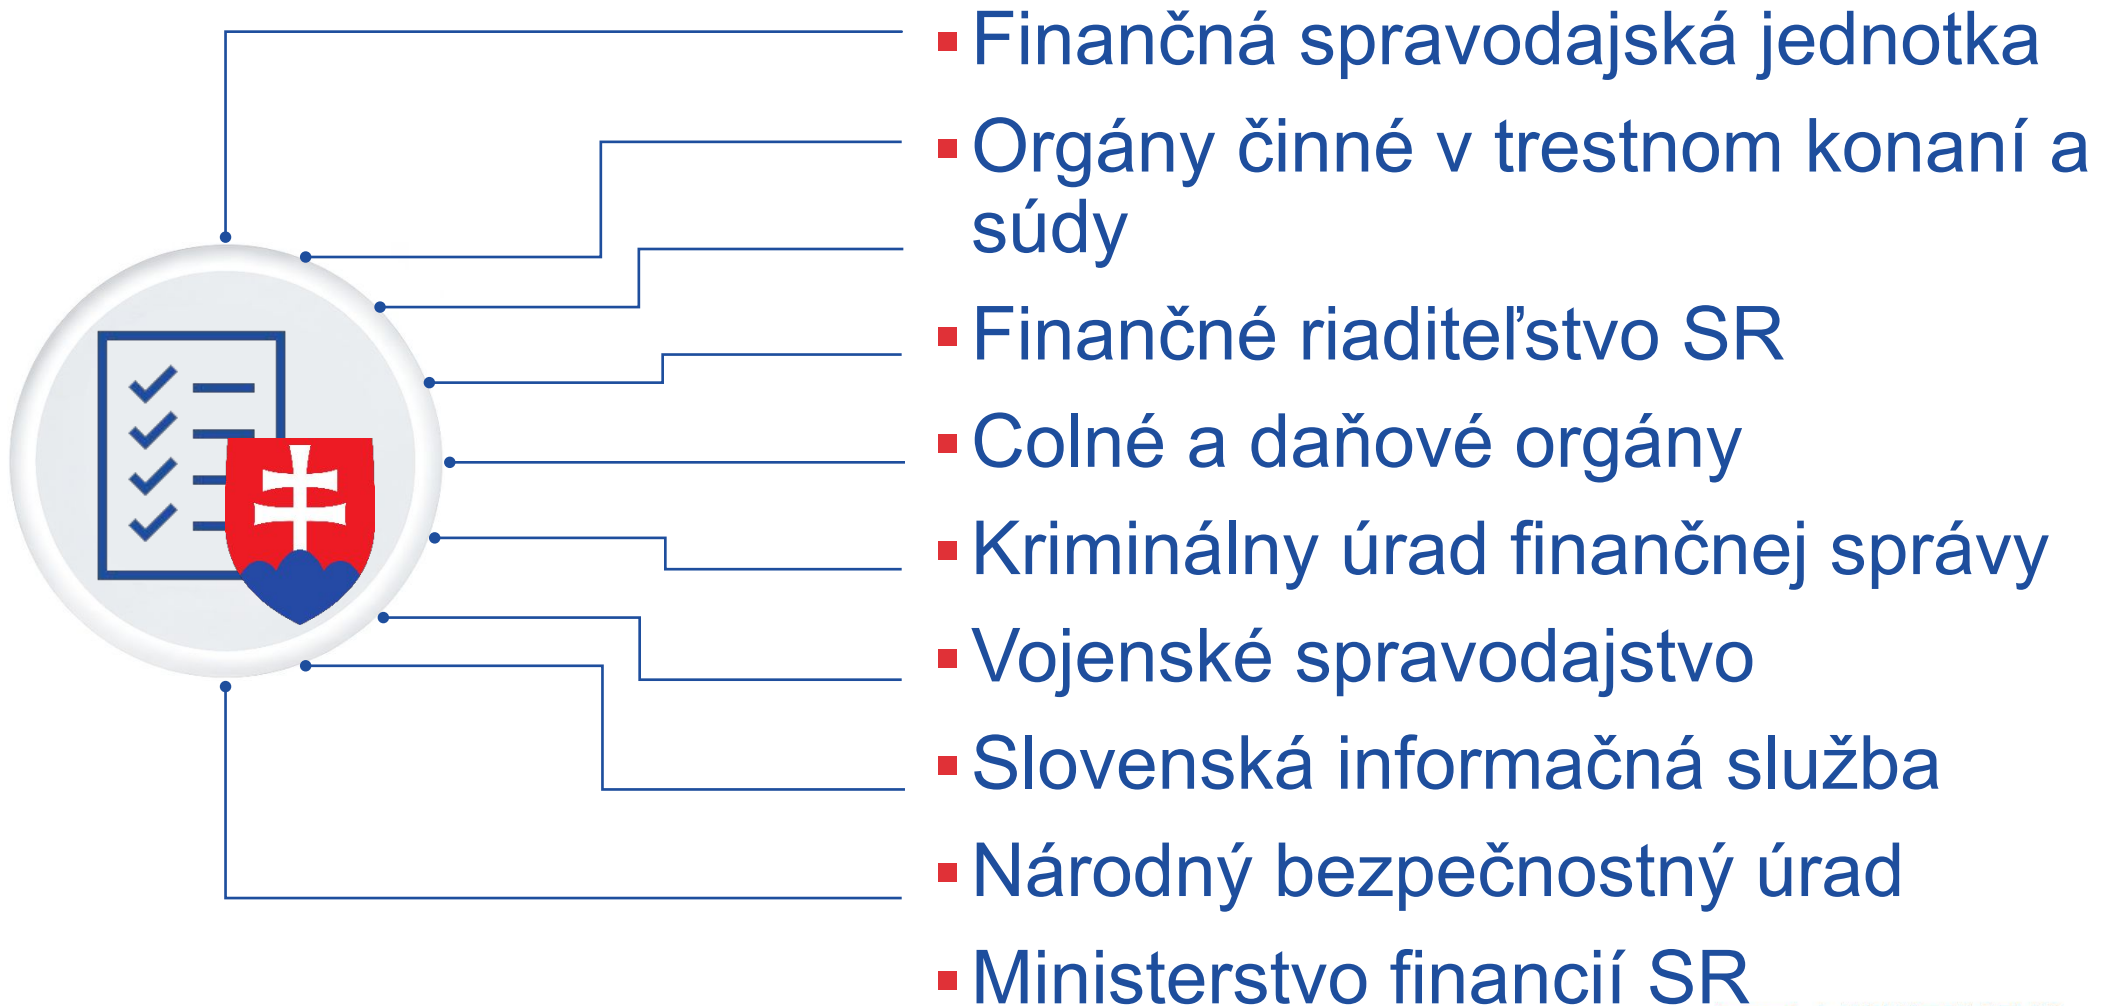 Finančná spravodajská jednotka
Orgány činné v trestnom konaní a
súdy
Finančné riaditeľstvo SR
Colné a daňové orgány
Kriminálny úrad finančnej správy
Vojenské spravodajstvo
Slovenská informačná služba
Národný bezpečnostný úrad
Ministerstvo financií SR